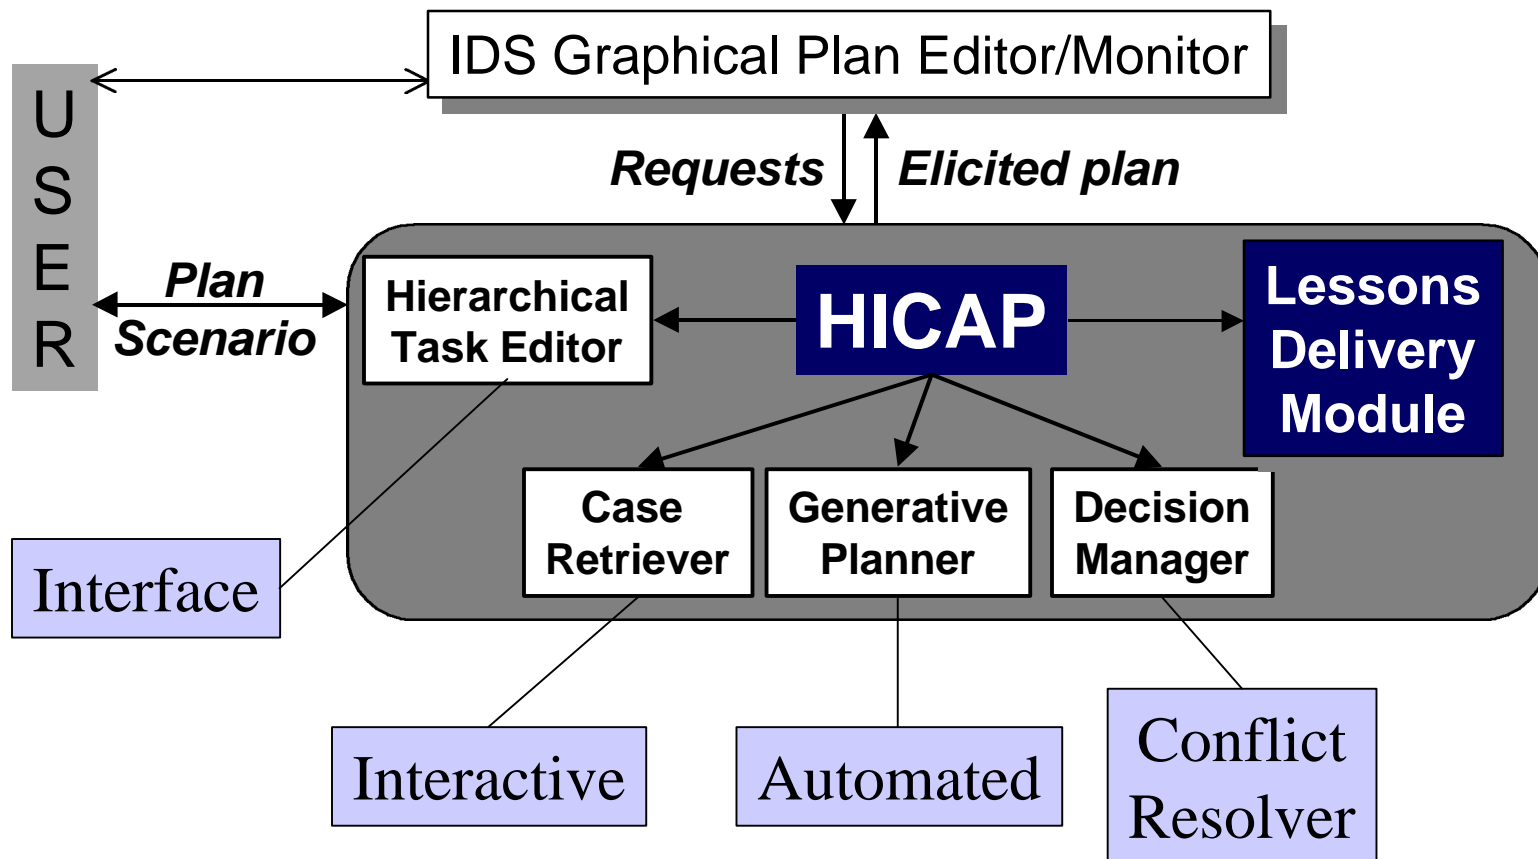 IDS Graphical Plan Editor/Monitor
USER
Requests
Elicited plan
Plan
Scenario
Hierarchical
Task Editor
HICAP
Lessons
Delivery
Module
Case
Retriever
Generative
Planner
Decision
Manager
Interface
Interactive
Automated
Conflict
Resolver